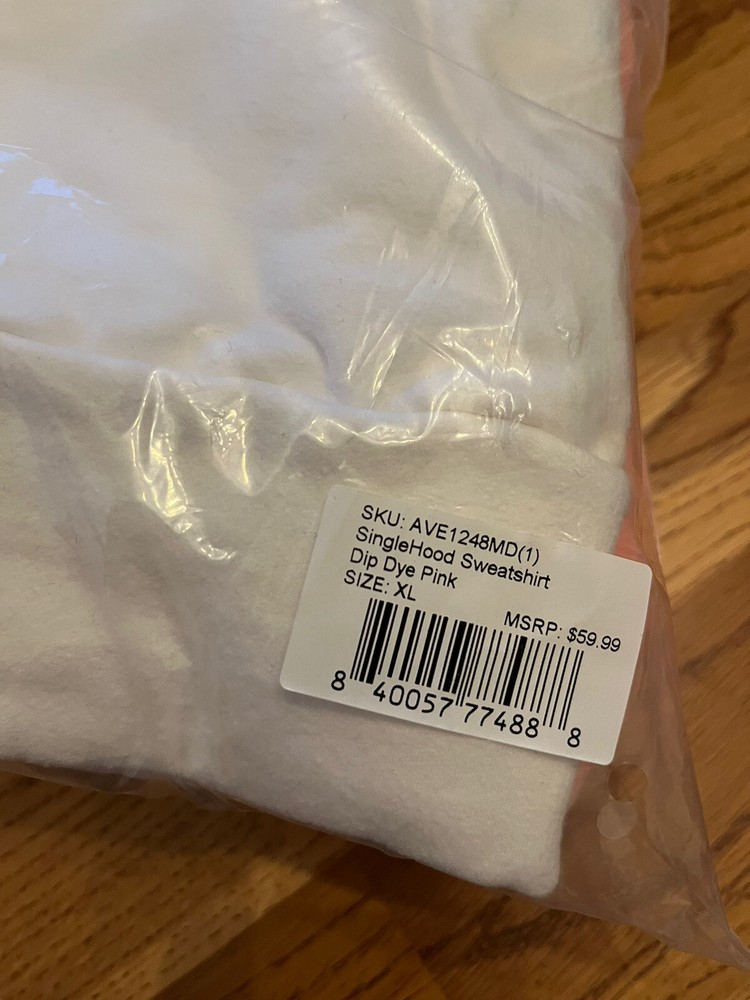 SKU: AVE1248MD(1)
SingleHood Sweatshirt
Dip Dye Pink
SIZE: XL
MSRP: $59.99
8 40057 77488 8